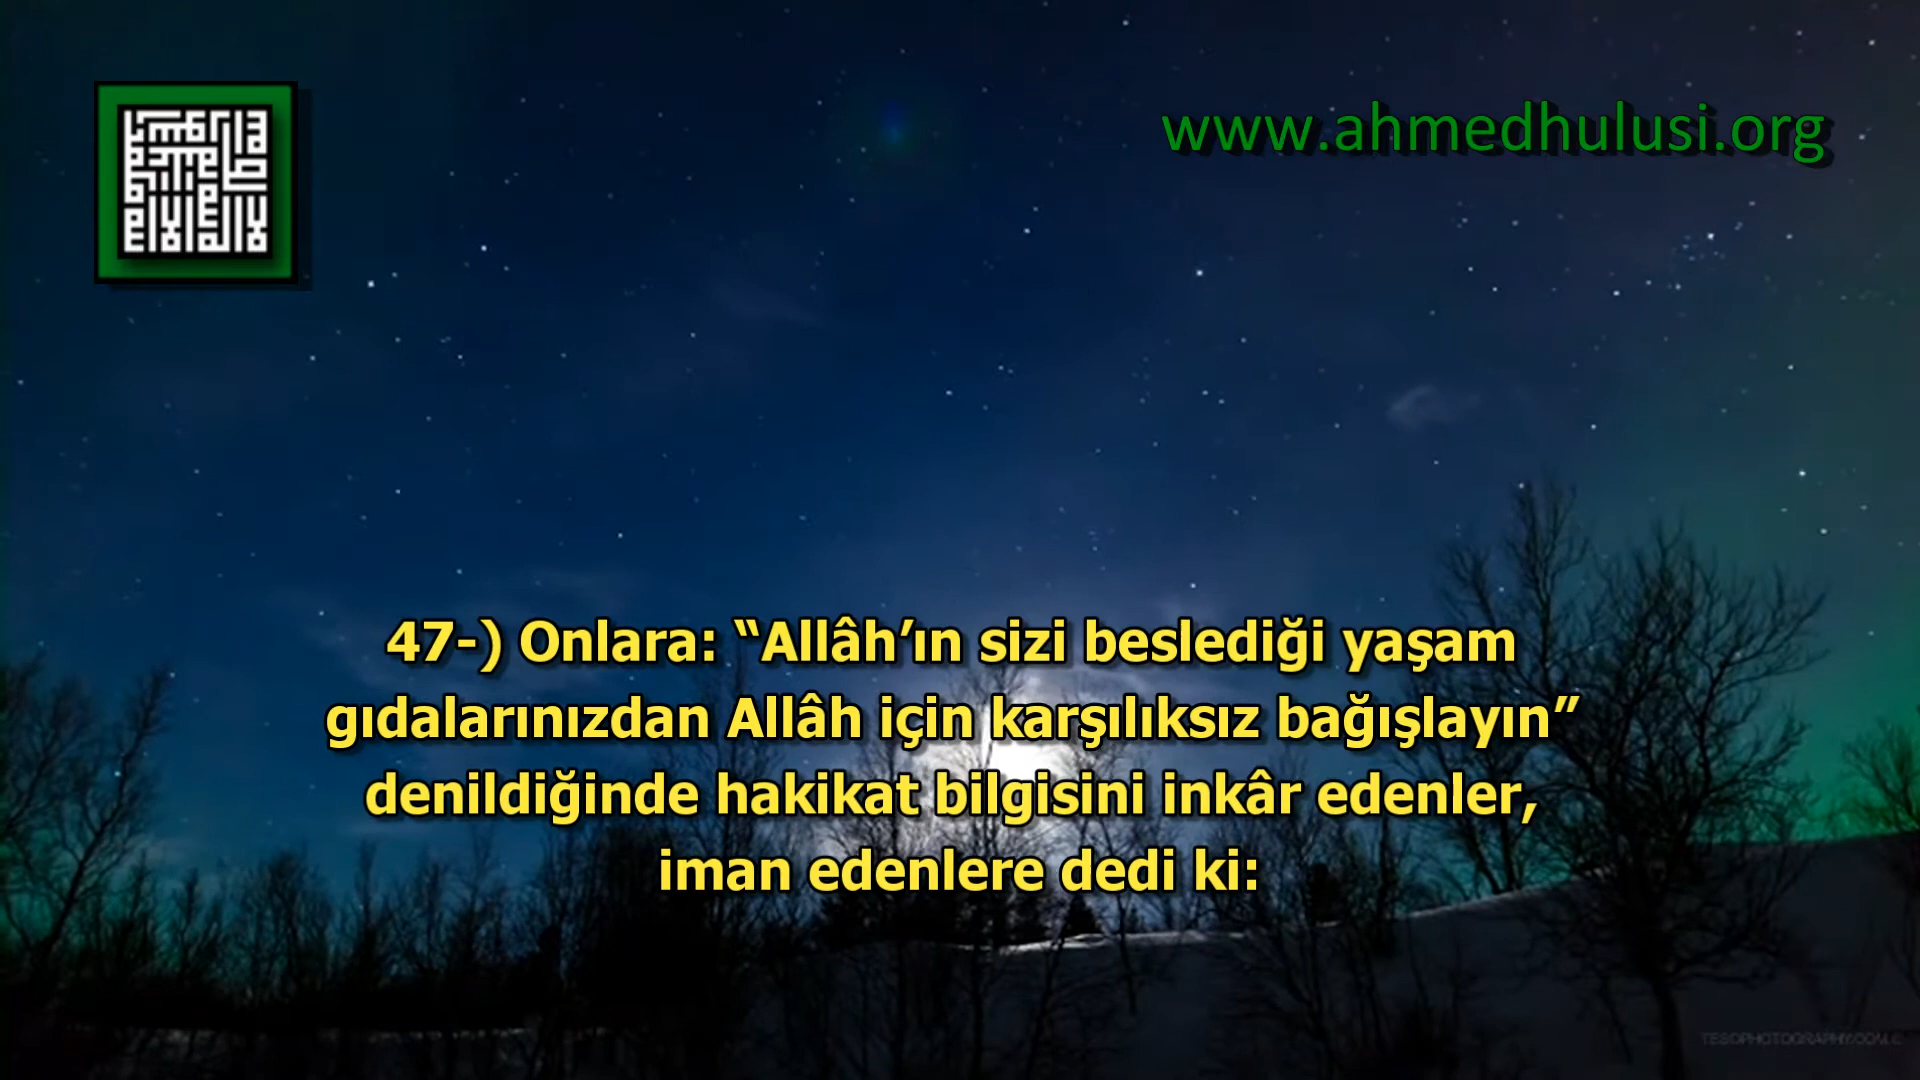 www.ahmedhulusi.org
47-) Onlara: “Allâh’ın sizi beslediği yaşam
gıdalarınızdan Allâh için karşılıksız bağışlayın”
denildiğinde hakikat bilgisini inkâr edenler,
iman edenlere dedi ki: